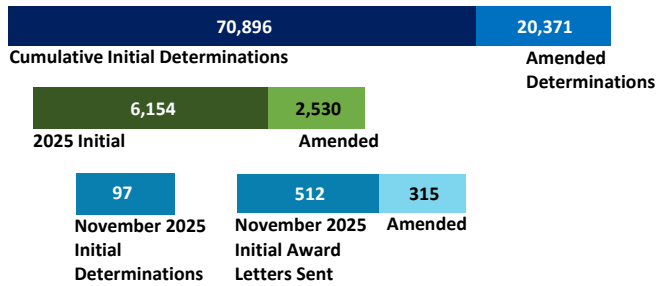 70,896 20,371
Cumulative Initial Determinations Amended
Determinations
6,154 2,530
2025 Initial Amended
97 512 315
November 2025 November 2025 Amended
Initial Initial Award
Determinations Letters Sent